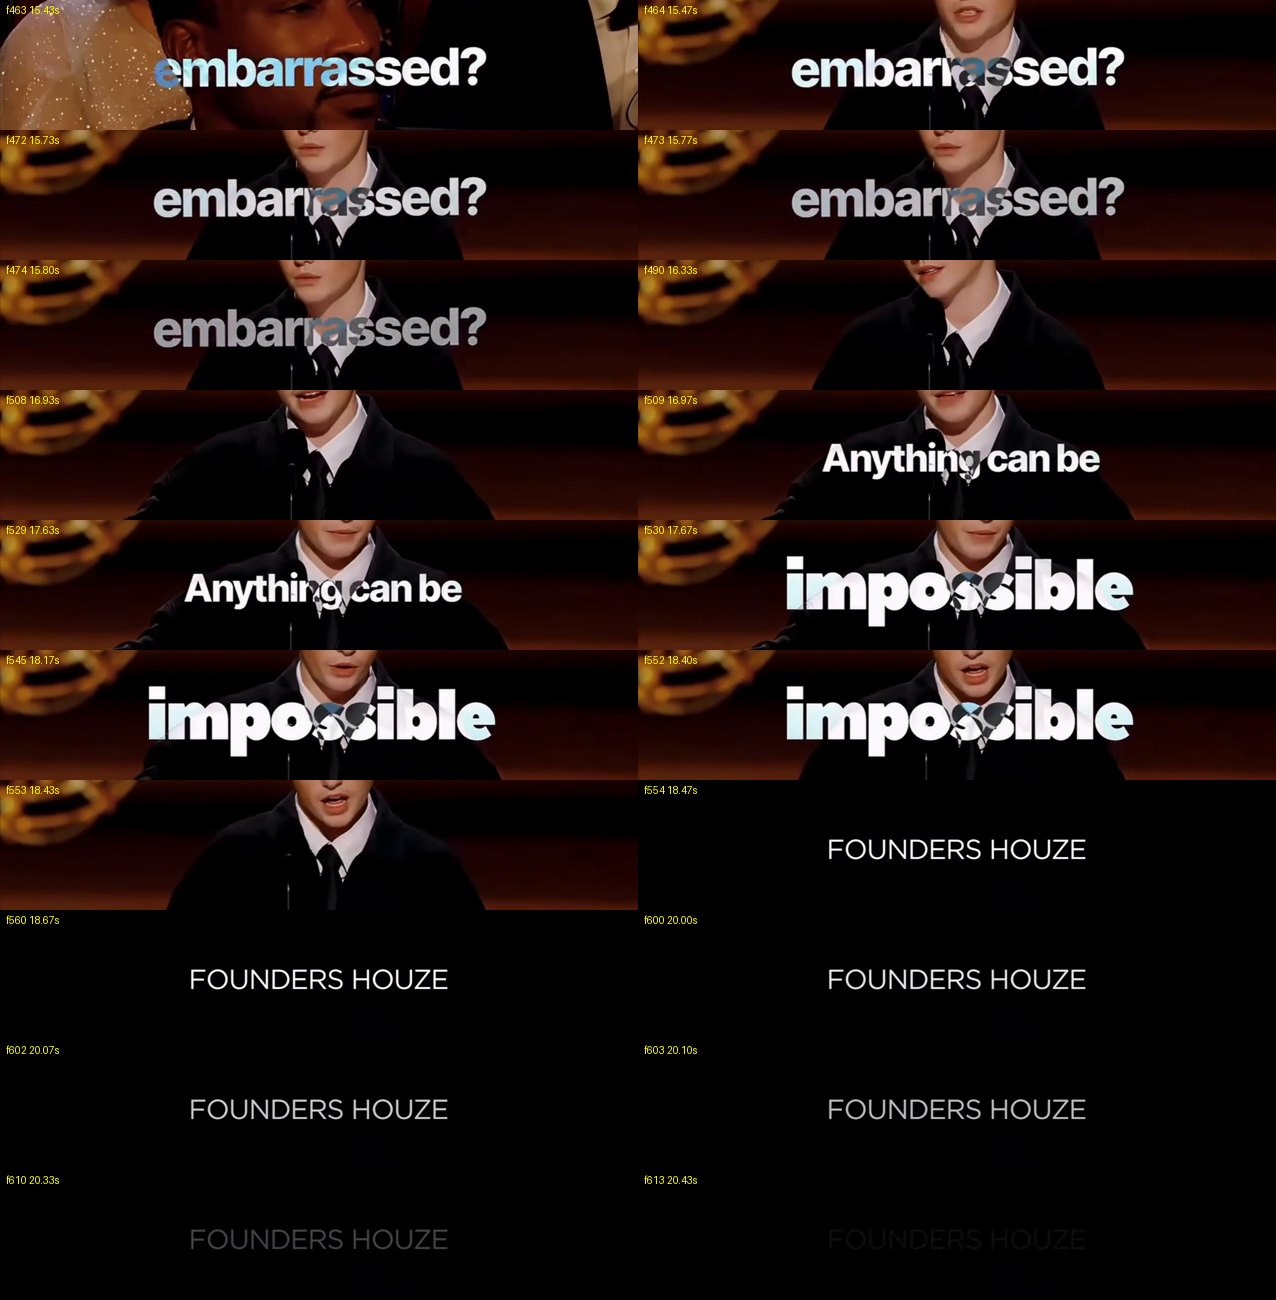 f463 15.43s
embarrassed?
f464 15.47s
embarrassed?
f472 15.73s
embarrassed?
f473 15.77s
embarrassed?
f474 15.80s
embarrassed?
f490 16.33s
f508 16.93s
f509 16.97s
Anything can be
f529 17.63s
Anything can be
f530 17.67s
impossible
f545 18.17s
impossible
f552 18.40s
impossible
f553 18.43s
f554 18.47s
FOUNDERS HOUZE
f560 18.67s
FOUNDERS HOUZE
f600 20.00s
FOUNDERS HOUZE
f602 20.07s
FOUNDERS HOUZE
f603 20.10s
FOUNDERS HOUZE
f610 20.33s
FOUNDERS HOUZE
f613 20.43s
FOUNDERS HOUZE